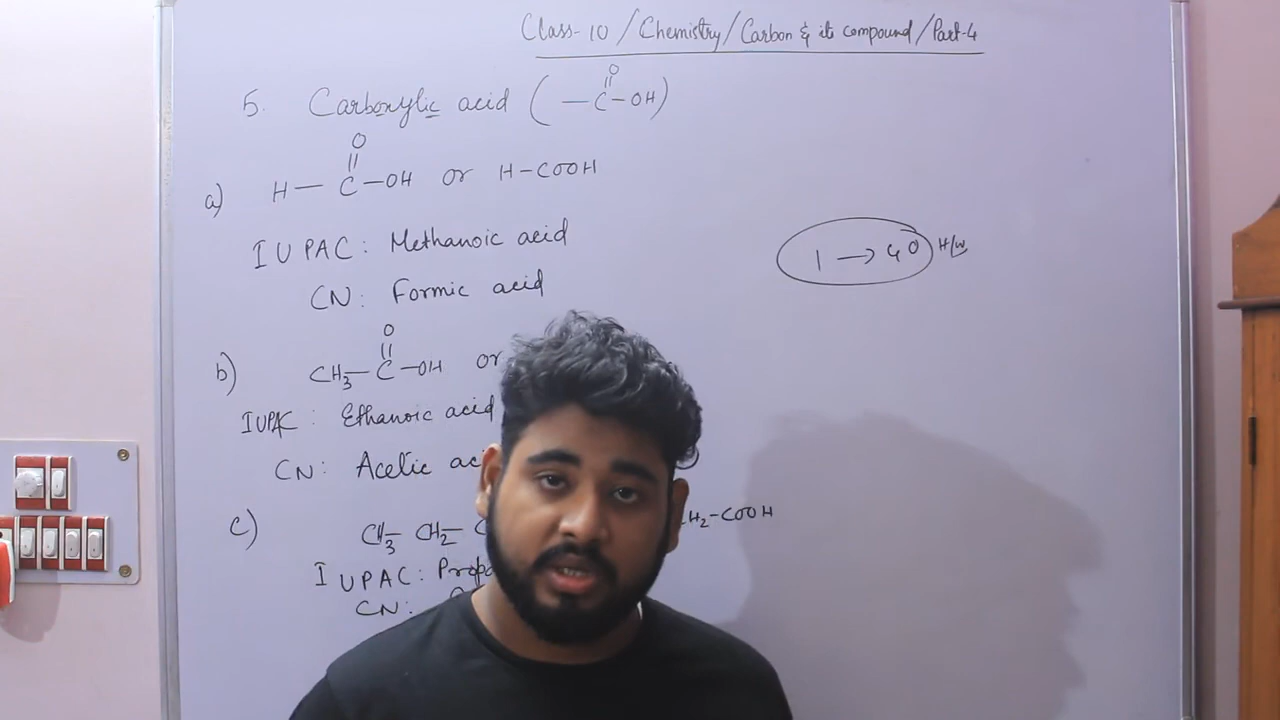 Class-10 / Chemistry / Carbon & its compound / Part-4
5. Carboxylic acid ( —C–OH)
O
||
a) H — C —OH or H–COOH
O
||
IUPAC: Methanoic acid
CN: Formic acid
1 → 40 H/W
b) CH3— C —OH or
O
||
IUPAC: Ethanoic acid
CN: Acetic
c) CH3– CH2– H2–COOH
IUPAC:
CN: